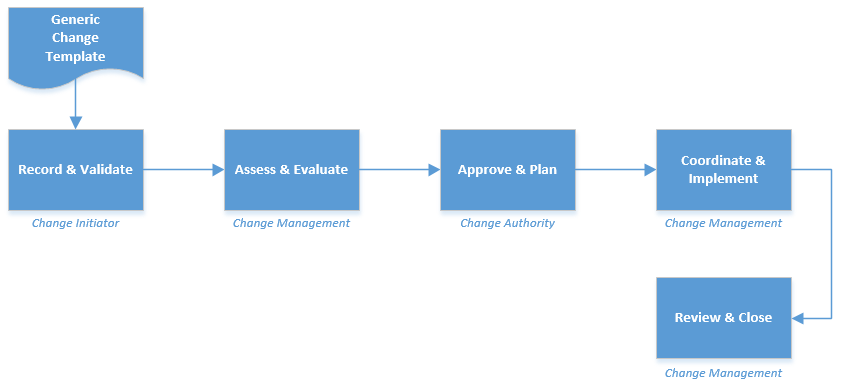 Generic
Change
Template
Record & Validate
Assess & Evaluate
Approve & Plan
Coordinate &
Implement
Change Initiator
Change Management
Change Authority
Change Management
Review & Close
Change Management